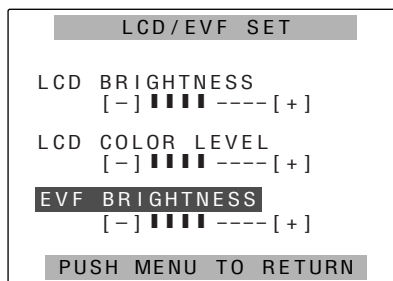 LCD/EVF SET
LCD BRIGHTNESS
[-]▮▮▮▮----[+]
LCD COLOR LEVEL
[-]▮▮▮▮----[+]
EVF BRIGHTNESS
[-]▮▮▮▮----[+]
PUSH MENU TO RETURN